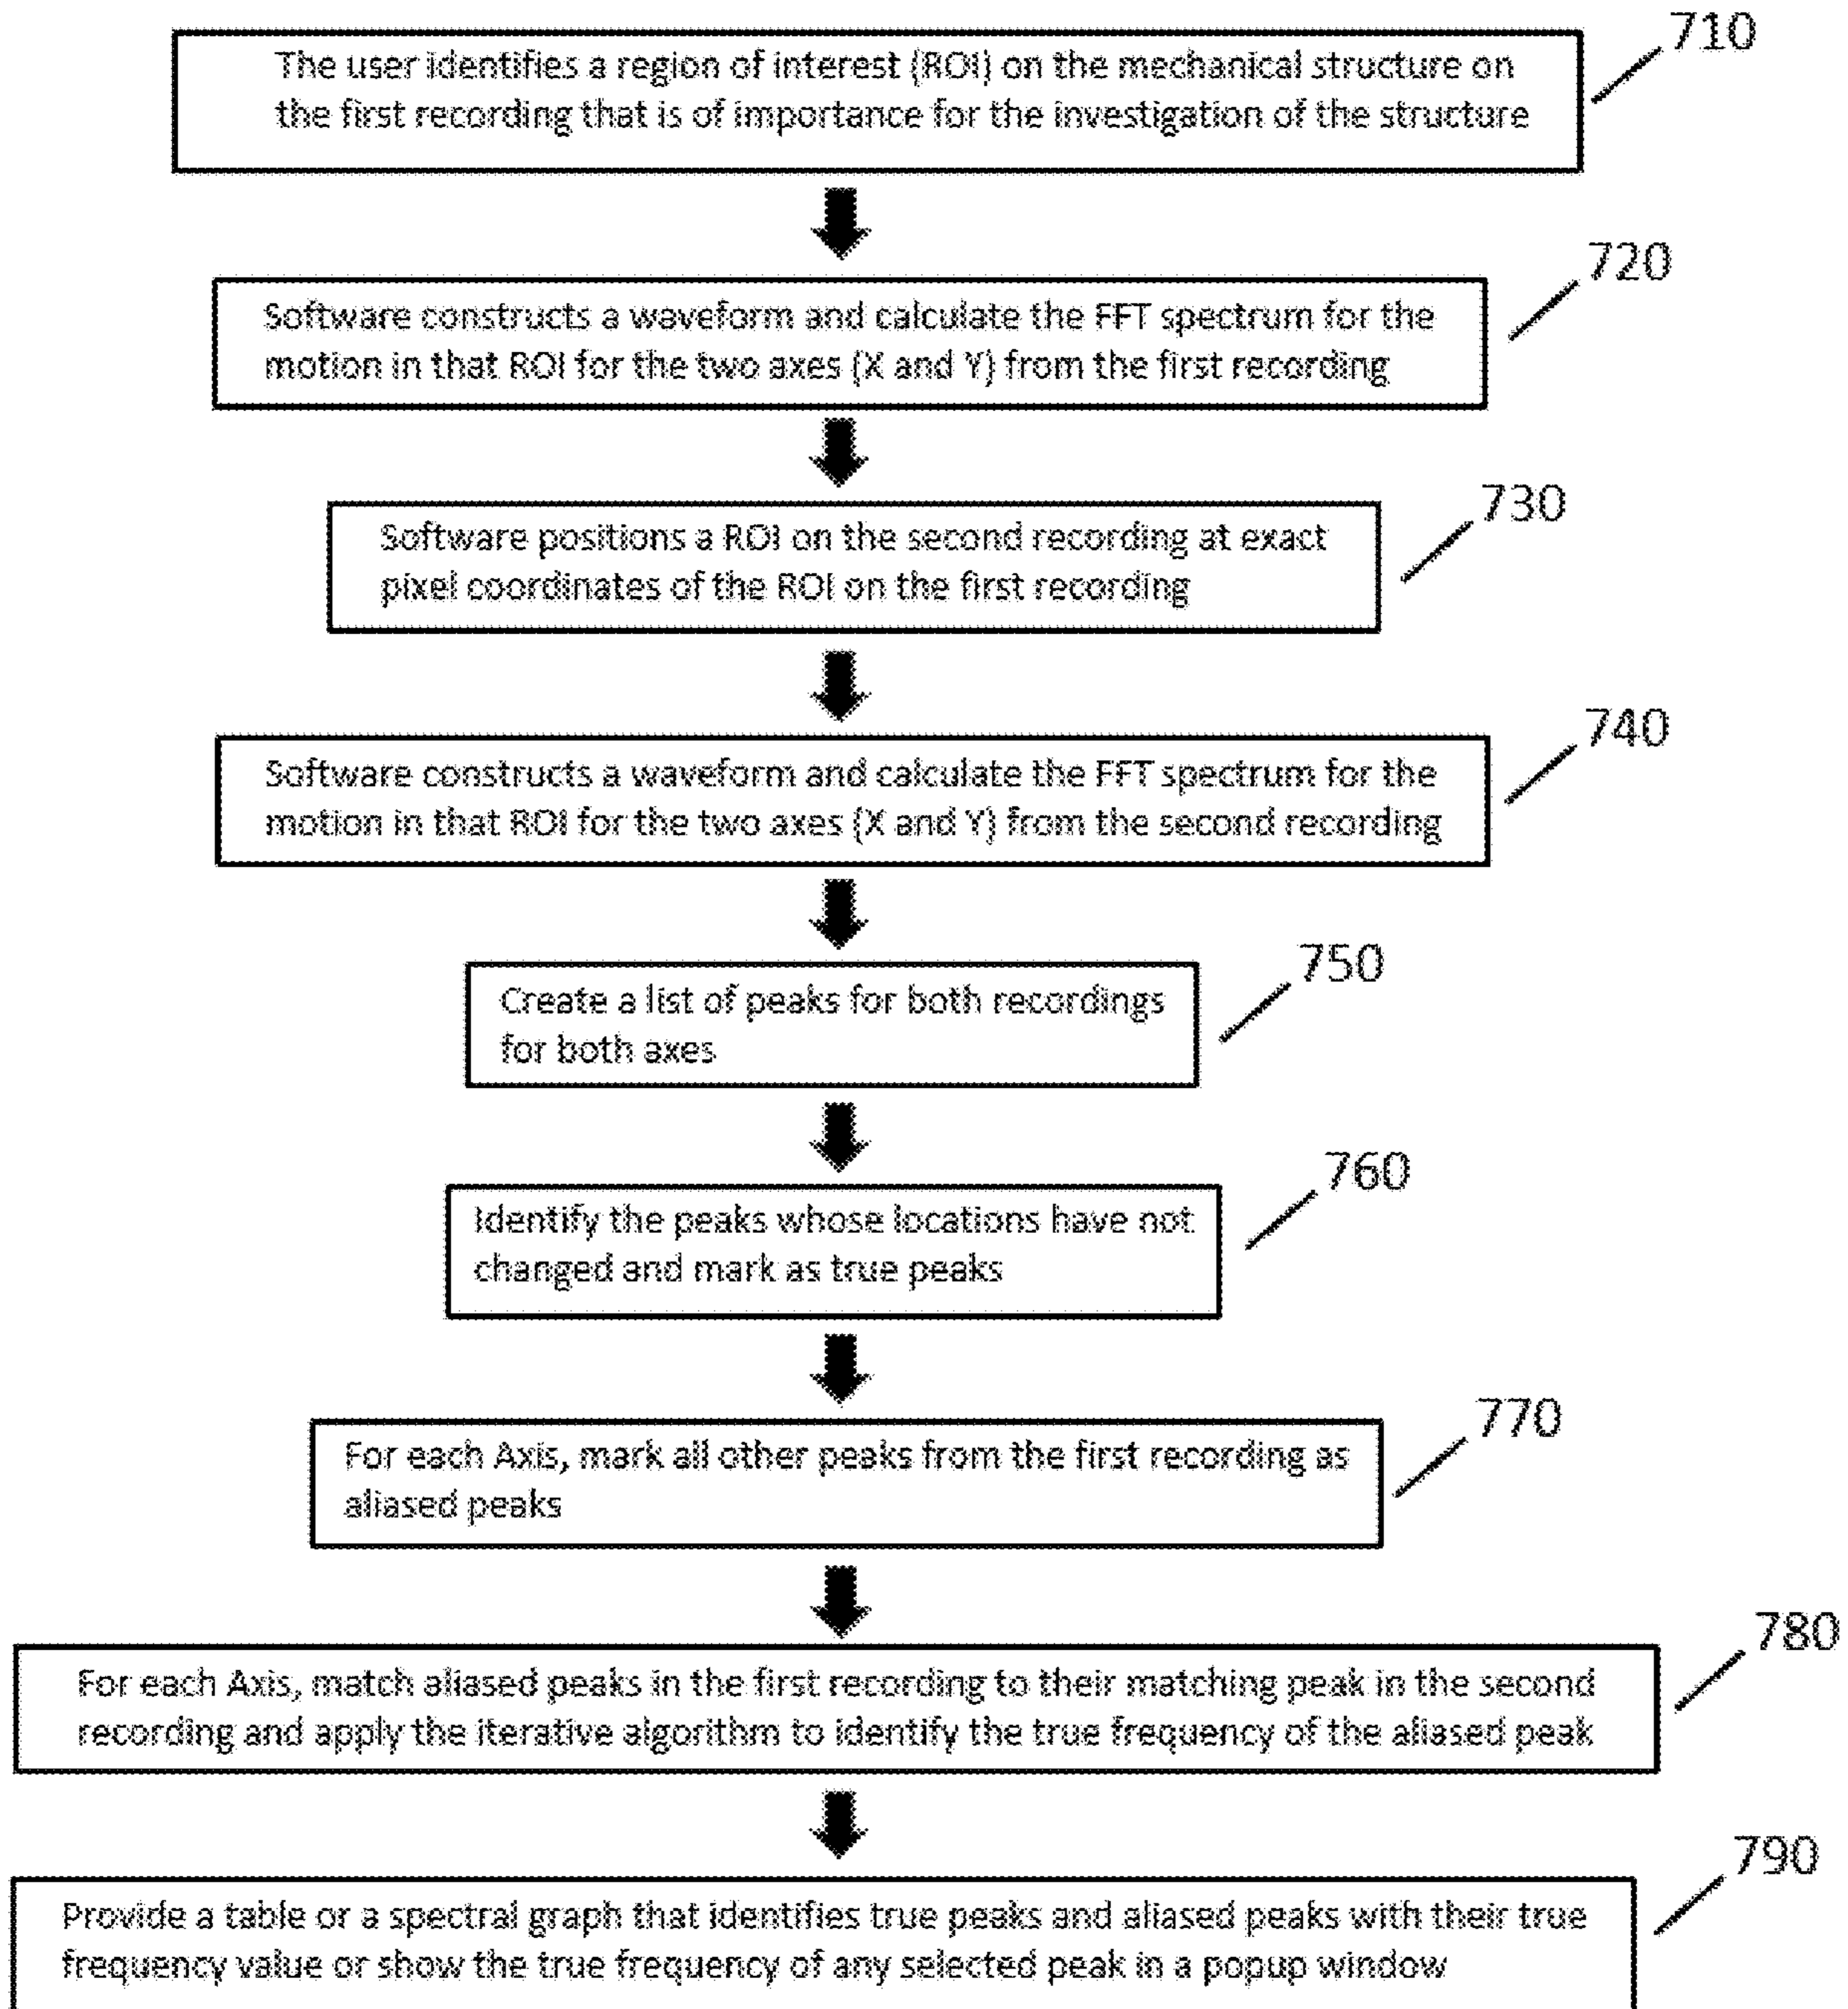 710
The user identifies a region of interest (ROI) on the mechanical structure on
the first recording that is of importance for the investigation of the structure
720
Software constructs a waveform and calculate the FFT spectrum for the
motion in that ROI for the two axes (X and Y) from the first recording
730
Software positions a ROI on the second recording at exact
pixel coordinates of the ROI on the first recording
740
Software constructs a waveform and calculate the FFT spectrum for the
motion in that ROI for the two axes (X and Y) from the second recording
750
Create a list of peaks for both recordings
for both axes
760
Identify the peaks whose locations have not
changed and mark as true peaks
770
For each Axis, mark all other peaks from the first recording as
aliased peaks
780
For each Axis, match aliased peaks in the first recording to their matching peak in the second
recording and apply the iterative algorithm to identify the true frequency of the aliased peak
790
Provide a table or a spectral graph that identifies true peaks and aliased peaks with their true
frequency value or show the true frequency of any selected peak in a popup window